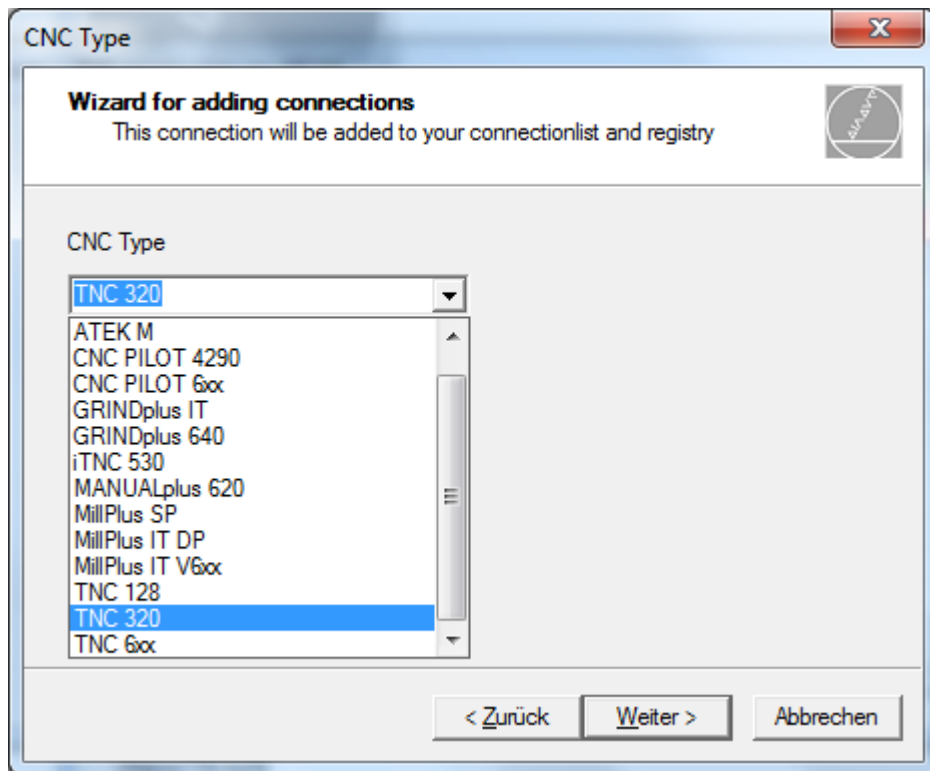 CNC Type
Wizard for adding connections
This connection will be added to your connectionlist and registry
CNC Type
TNC 320
ATEK M
CNC PILOT 4290
CNC PILOT 6xx
GRINDplus IT
GRINDplus 640
iTNC 530
MANUALplus 620
MillPlus SP
MillPlus IT DP
MillPlus IT V6xx
TNC 128
TNC 320
TNC 6xx
< Zurück
Weiter >
Abbrechen